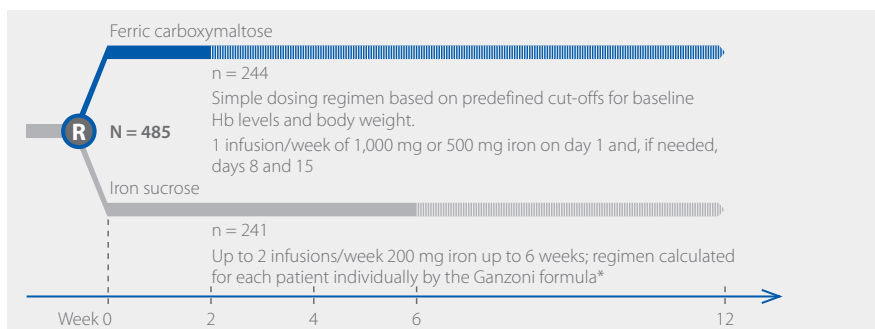 Ferric carboxymaltose
n = 244
Simple dosing regimen based on predefined cut-offs for baseline
Hb levels and body weight.
1 infusion/week of 1,000 mg or 500 mg iron on day 1 and, if needed,
days 8 and 15
R N = 485
Iron sucrose
n = 241
Up to 2 infusions/week 200 mg iron up to 6 weeks; regimen calculated
for each patient individually by the Ganzoni formula*
Week 0 2 4 6 12